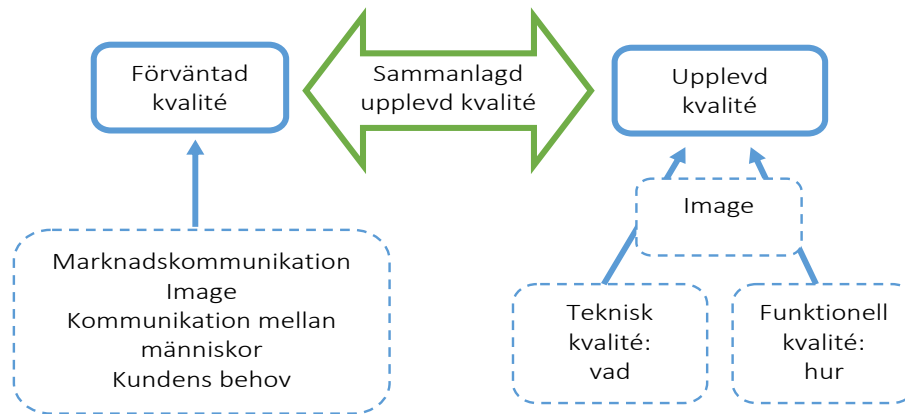 Förväntad
kvalité
Sammanlagd
upplevd kvalité
Upplevd
kvalité
Image
Marknadskommunikation
Image
Kommunikation mellan
människor
Kundens behov
Teknisk
kvalité:
vad
Funktionell
kvalité:
hur